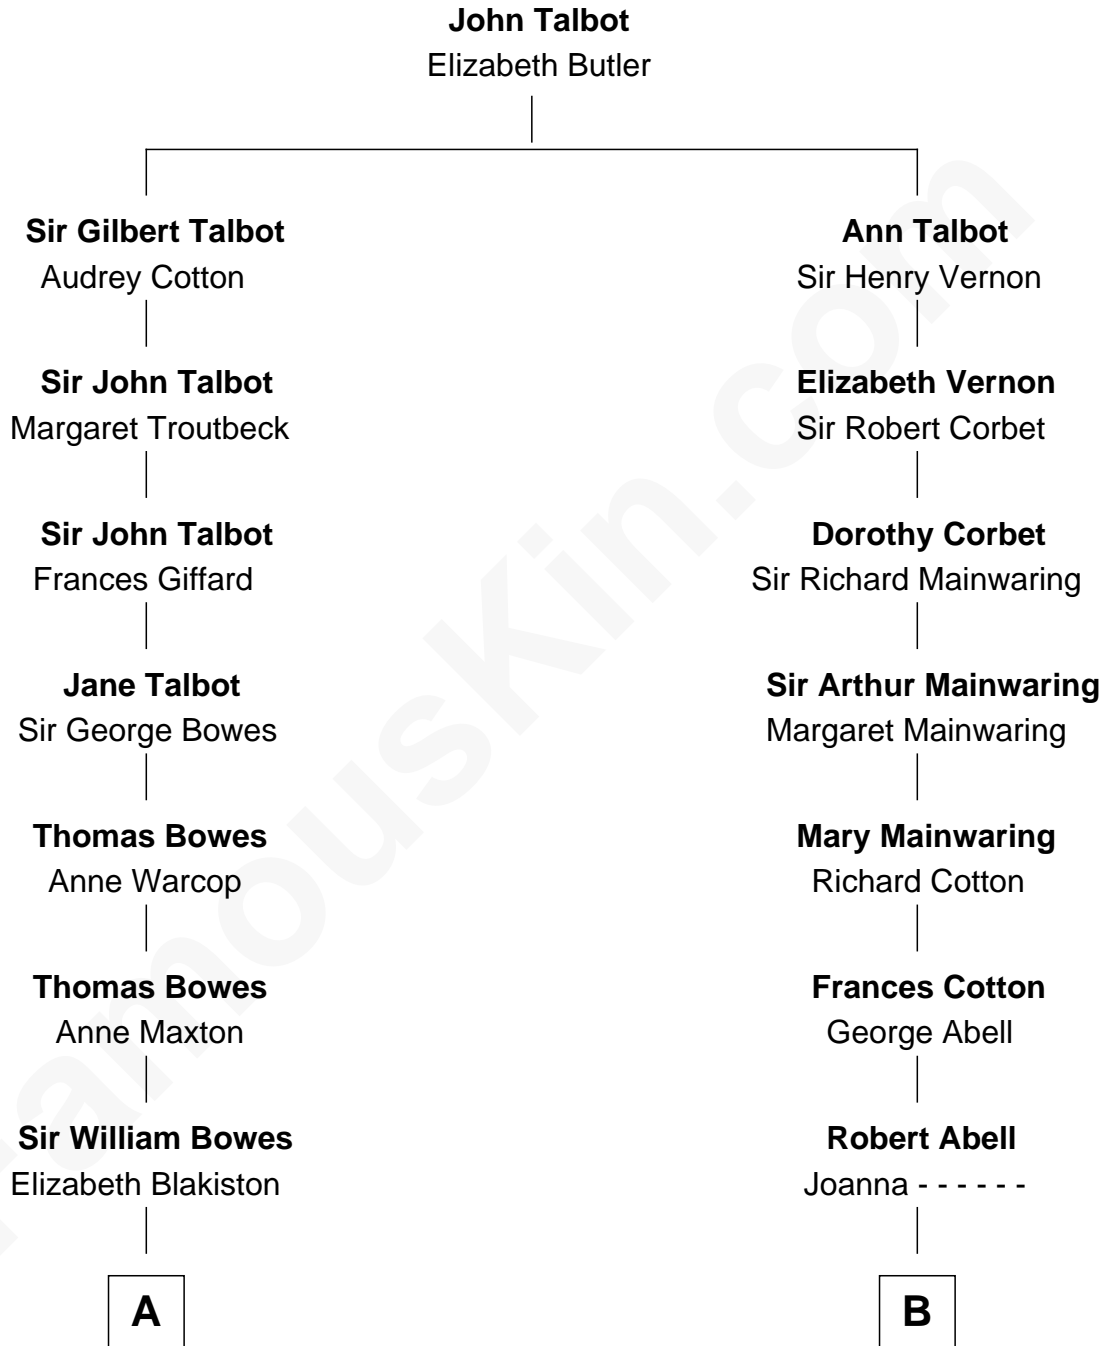 John Talbot
Elizabeth Butler
Sir Gilbert Talbot
Audrey Cotton
Ann Talbot
Sir Henry Vernon
Sir John Talbot
Margaret Troutbeck
Elizabeth Vernon
Sir Robert Corbet
Sir John Talbot
Frances Giffard
Dorothy Corbet
Sir Richard Mainwaring
Jane Talbot
Sir George Bowes
Sir Arthur Mainwaring
Margaret Mainwaring
Thomas Bowes
Anne Warcop
Mary Mainwaring
Richard Cotton
Thomas Bowes
Anne Maxton
Frances Cotton
George Abell
Sir William Bowes
Elizabeth Blakiston
Robert Abell
Joanna - - - - - -
A
B
FamousKin.com